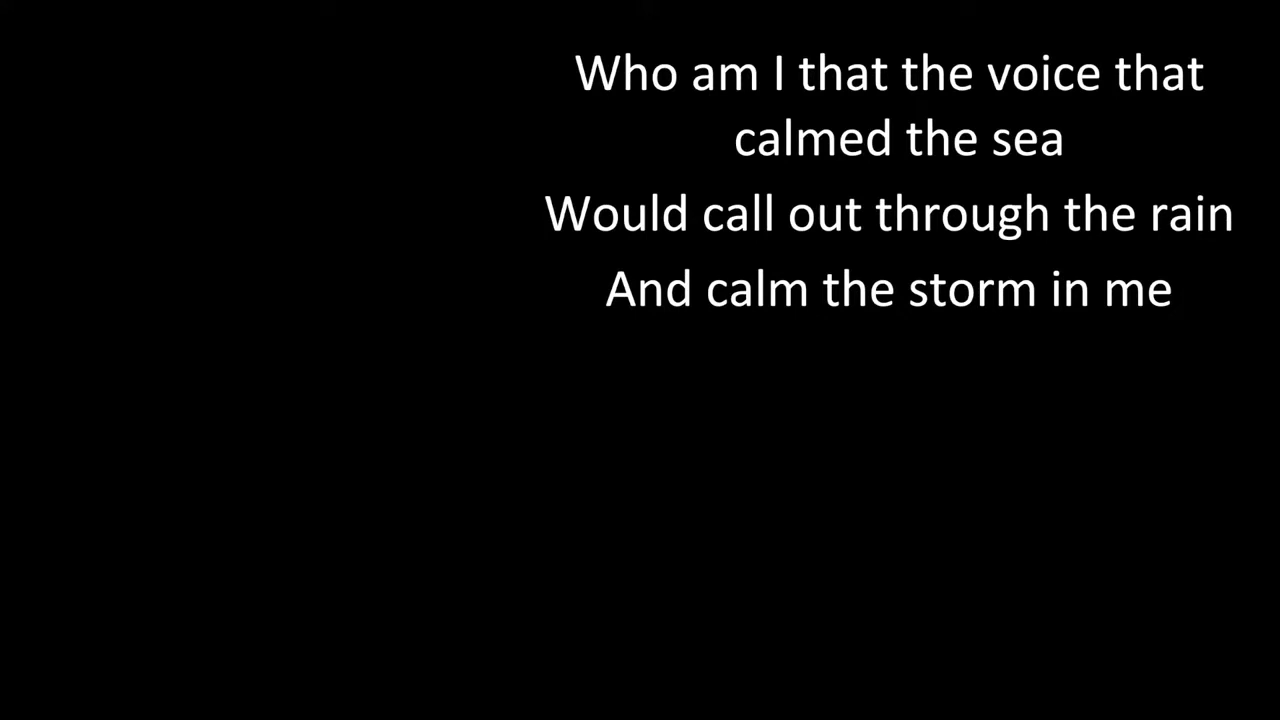 Who am I that the voice that
calmed the sea
Would call out through the rain
And calm the storm in me